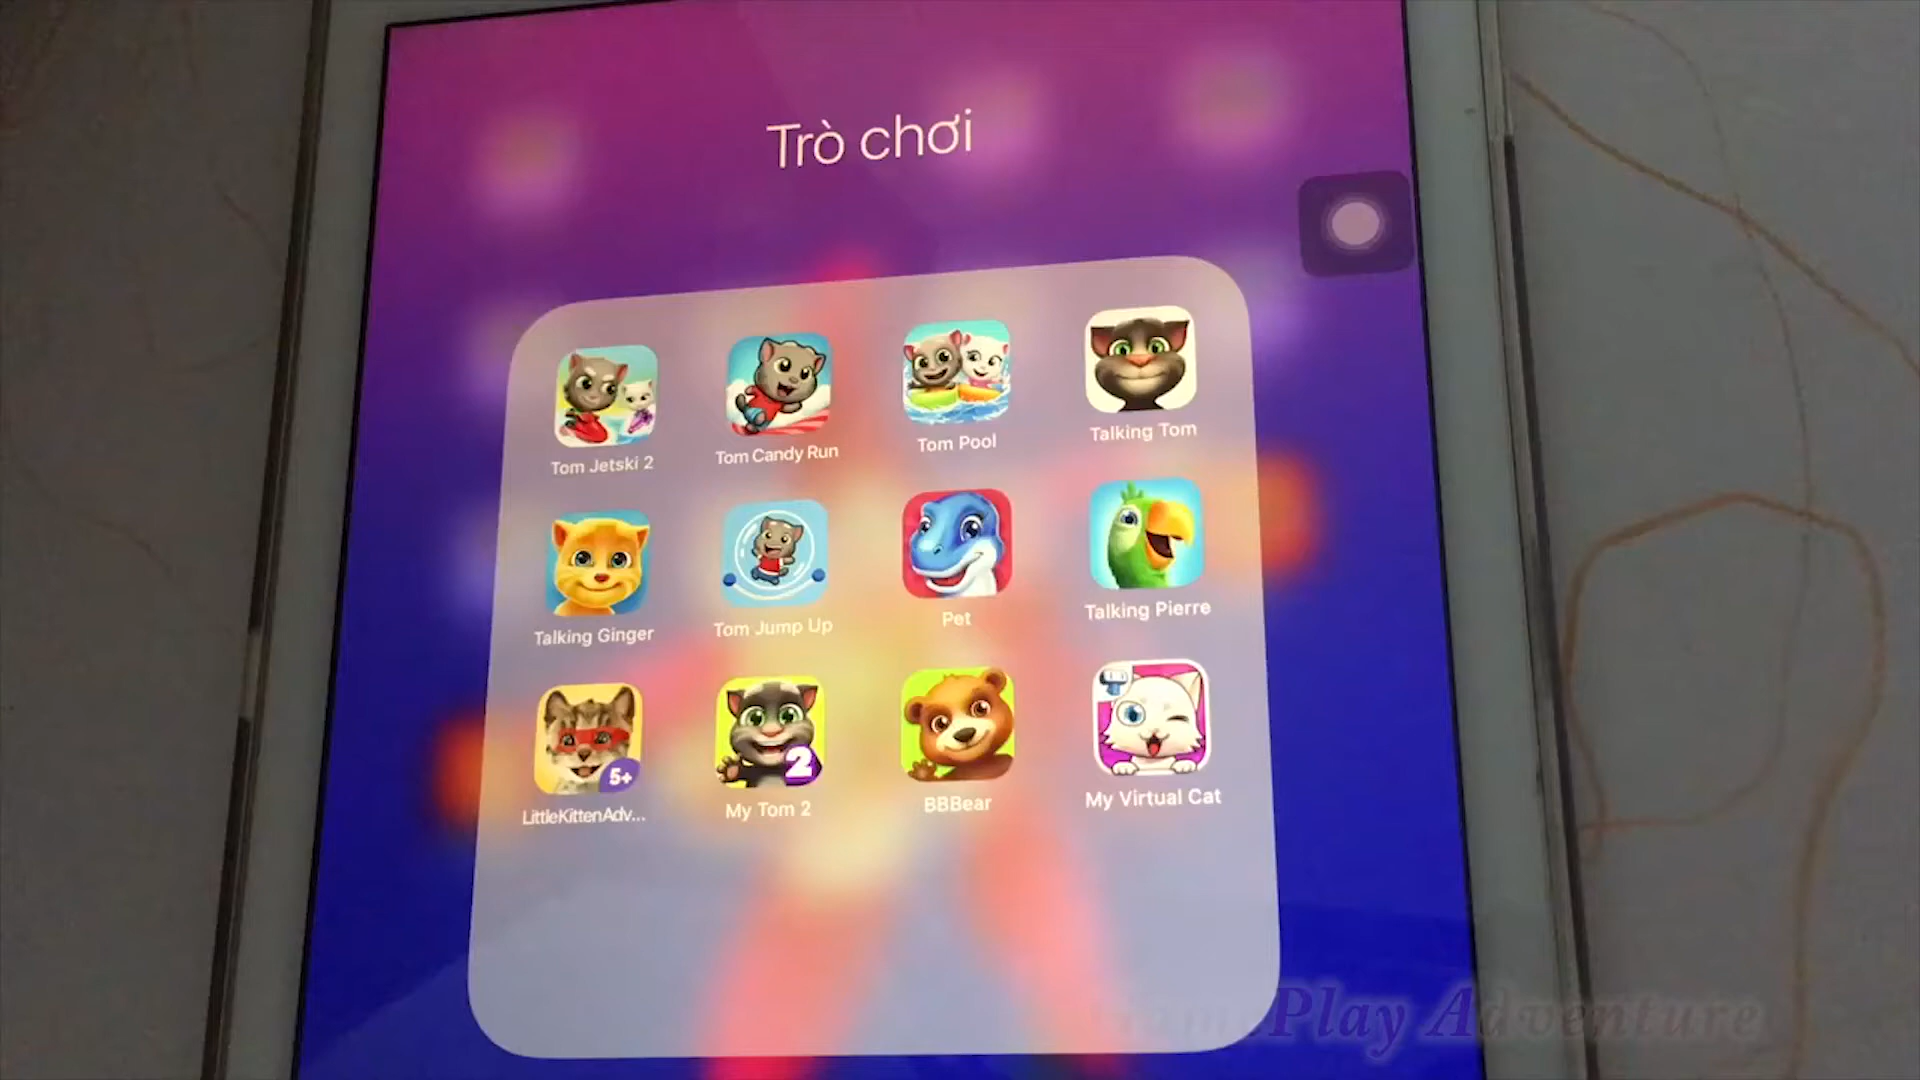 Trò chơi
Tom Jetski 2
Tom Candy Run
Tom Pool
Talking Tom
Talking Ginger
Tom Jump Up
Pet
Talking Pierre
5+
LittleKittenAdv...
2
My Tom 2
BBBear
My Virtual Cat
Play Adventure